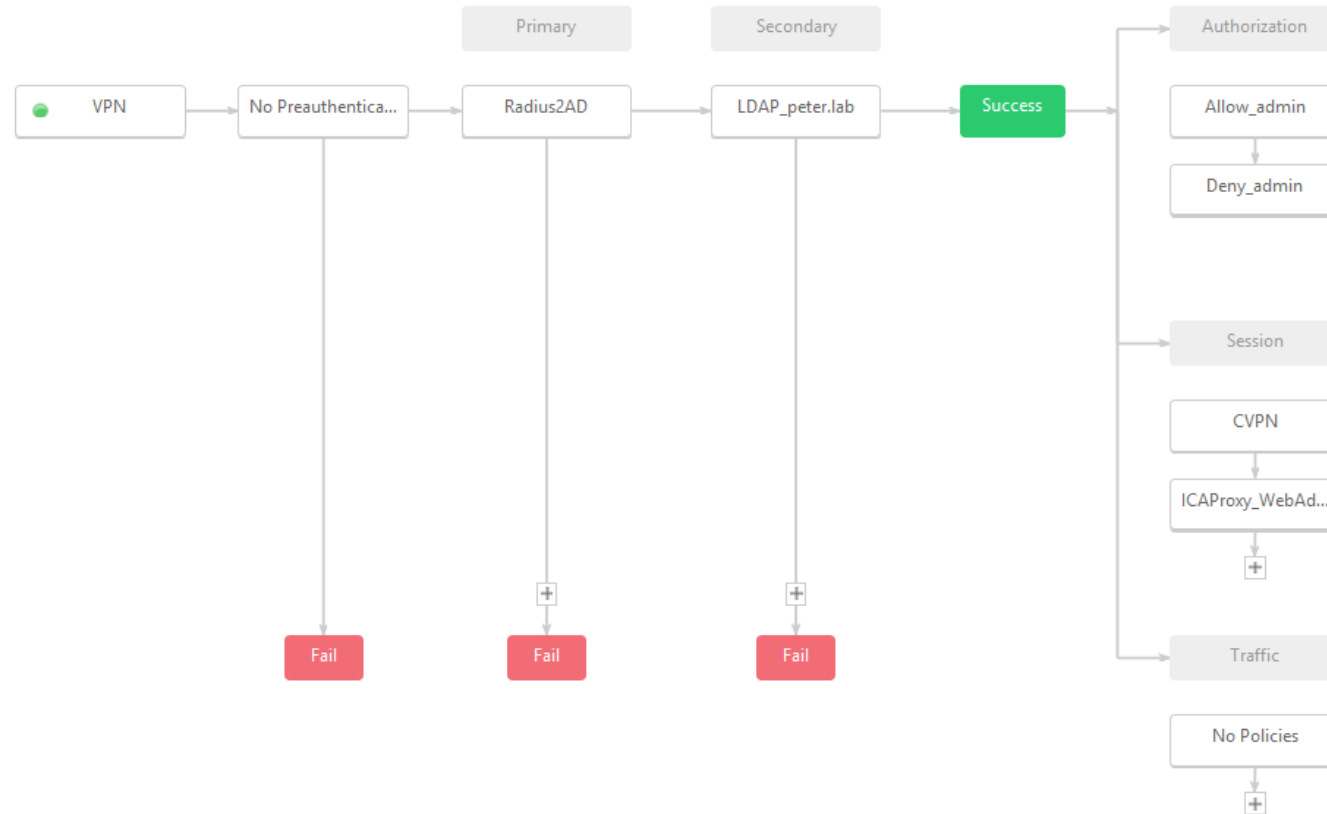 Primary
Secondary
Authorization
VPN
No Preauthentica...
Radius2AD
LDAP_peter.lab
Success
Allow_admin
Deny_admin
Session
CVPN
ICAProxy_WebAd...
Fail
Fail
Fail
Traffic
No Policies